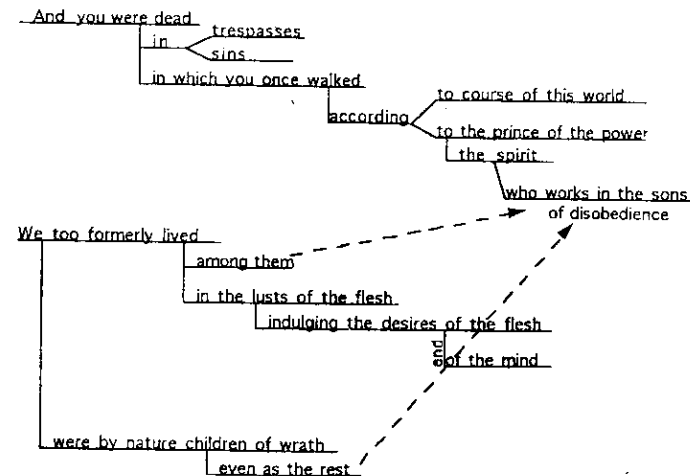 And you were dead
in
trespasses
sins
in which you once walked
according
to course of this world
to the prince of the power
the spirit
who works in the sons
of disobedience
We too formerly lived
among them
in the lusts of the flesh
indulging the desires of the flesh
end
of the mind
were by nature children of wrath
even as the rest